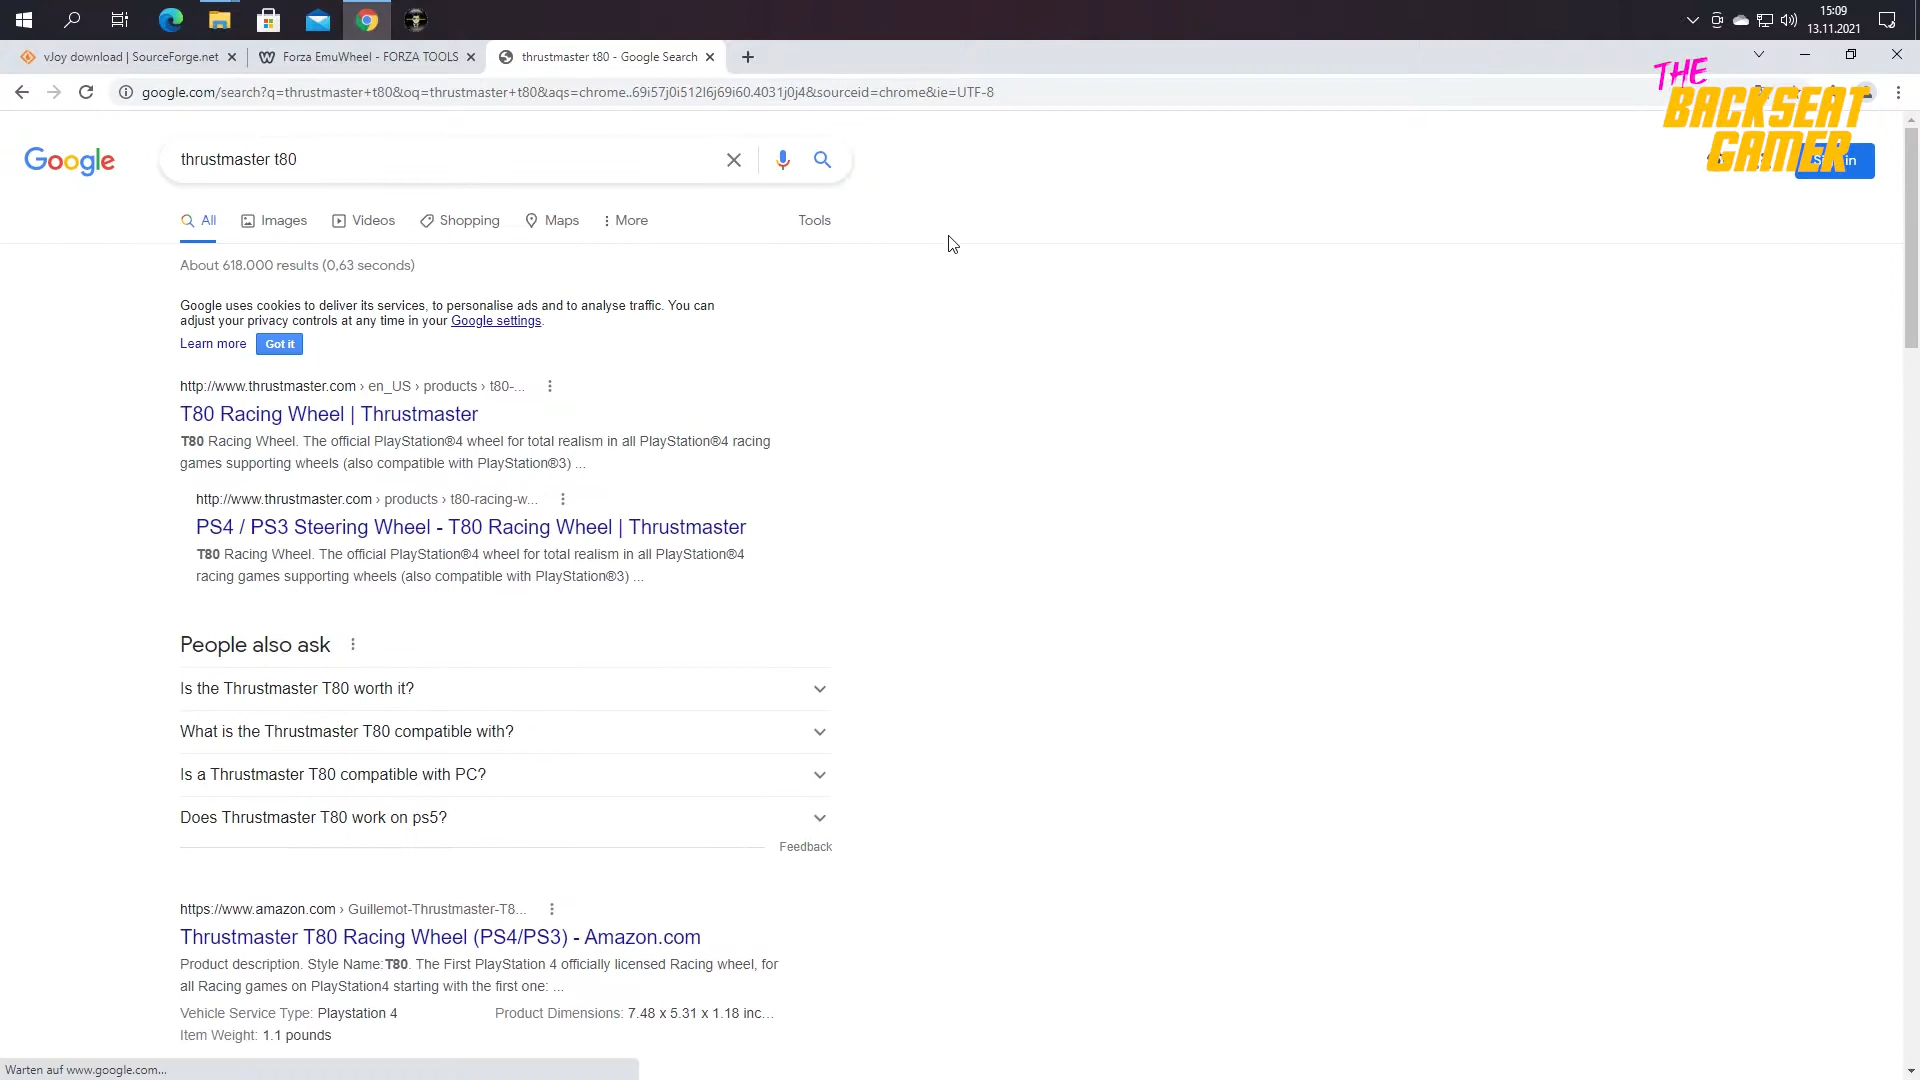 15:09
13.11.2021
vJoy download | SourceForge.net
Forza EmuWheel - FORZA TOOLS
thrustmaster t80 - Google Search
google.com/search?q=thrustmaster+t80&oq=thrustmaster+t80&aqs=chrome..69i57j0i512l6j69i60.4031j0j4&sourceid=chrome&ie=UTF-8
THE
BACKSEAT
GAMER
Google
thrustmaster t80
All
Images
Videos
Shopping
Maps
More
Tools
About 618.000 results (0,63 seconds)
Google uses cookies to deliver its services, to personalise ads and to analyse traffic. You can
adjust your privacy controls at any time in your Google settings.
Learn more
Got it
http://www.thrustmaster.com › en_US › products › t80-...
T80 Racing Wheel | Thrustmaster
T80 Racing Wheel. The official PlayStation®4 wheel for total realism in all PlayStation®4 racing
games supporting wheels (also compatible with PlayStation®3) ...
http://www.thrustmaster.com › products › t80-racing-w...
PS4 / PS3 Steering Wheel - T80 Racing Wheel | Thrustmaster
T80 Racing Wheel. The official PlayStation®4 wheel for total realism in all PlayStation®4
racing games supporting wheels (also compatible with PlayStation®3) ...
People also ask
Is the Thrustmaster T80 worth it?
What is the Thrustmaster T80 compatible with?
Is a Thrustmaster T80 compatible with PC?
Does Thrustmaster T80 work on ps5?
Feedback
https://www.amazon.com › Guillemot-Thrustmaster-T8...
Thrustmaster T80 Racing Wheel (PS4/PS3) - Amazon.com
Product description. Style Name:T80. The First PlayStation 4 officially licensed Racing wheel, for
all Racing games on PlayStation4 starting with the first one: ...
Vehicle Service Type: Playstation 4
Product Dimensions: 7.48 x 5.31 x 1.18 inc...
Item Weight: 1.1 pounds
Warten auf www.google.com...